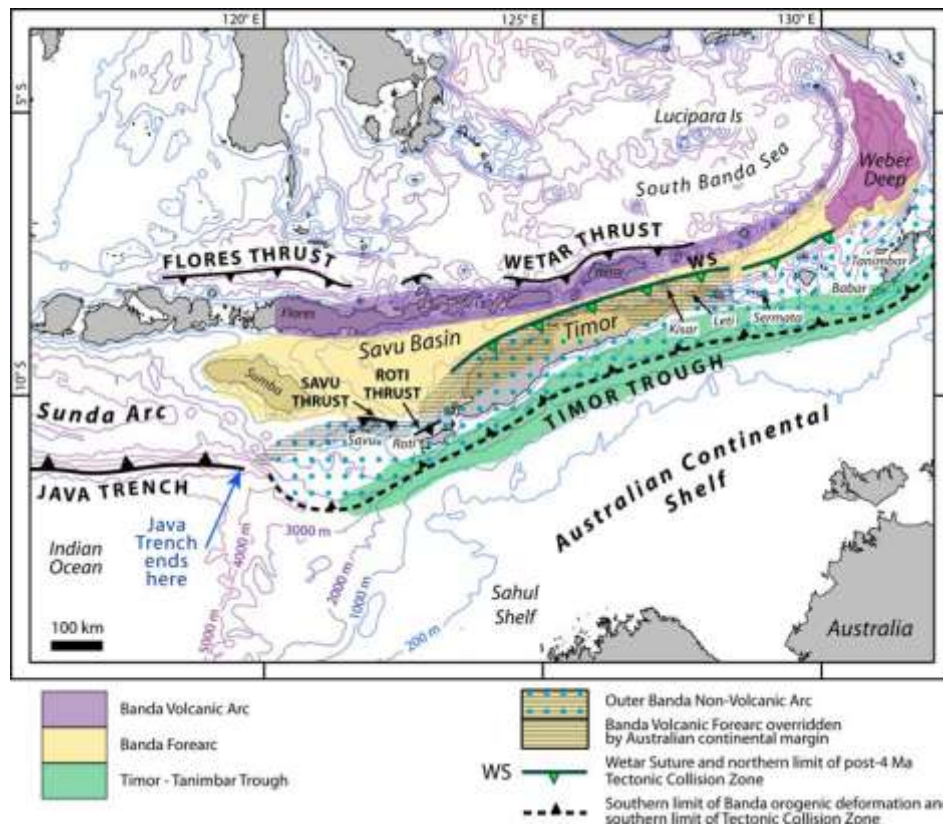 120° E
125° E
130° E
5° S
10° S
Lucipara Is
South Banda Sea
Weber
Deep
FLORES THRUST
WETAR THRUST
WS
Tanimbar
Babar
Flores
Savu Basin
Timor
Kisar
Leti
Sermata
Sumba
SAVU
THRUST
ROTI
THRUST
Savu
Roti
TIMOR TROUGH
Sunda Arc
JAVA TRENCH
Java
Trench
ends
here
Indian
Ocean
Australian Continental
Shelf
3000 m
4000 m
5000 m
2000 m
1000 m
200 m
Sahul
Shelf
Australia
100 km
Banda Volcanic Arc
Banda Forearc
Timor - Tanimbar Trough
Outer Banda Non-Volcanic Arc
Banda Volcanic Forearc overridden
by Australian continental margin
WS
Wetar Suture and northern limit of post-4 Ma
Tectonic Collision Zone
Southern limit of Banda orogenic deformation and
southern limit of Tectonic Collision Zone